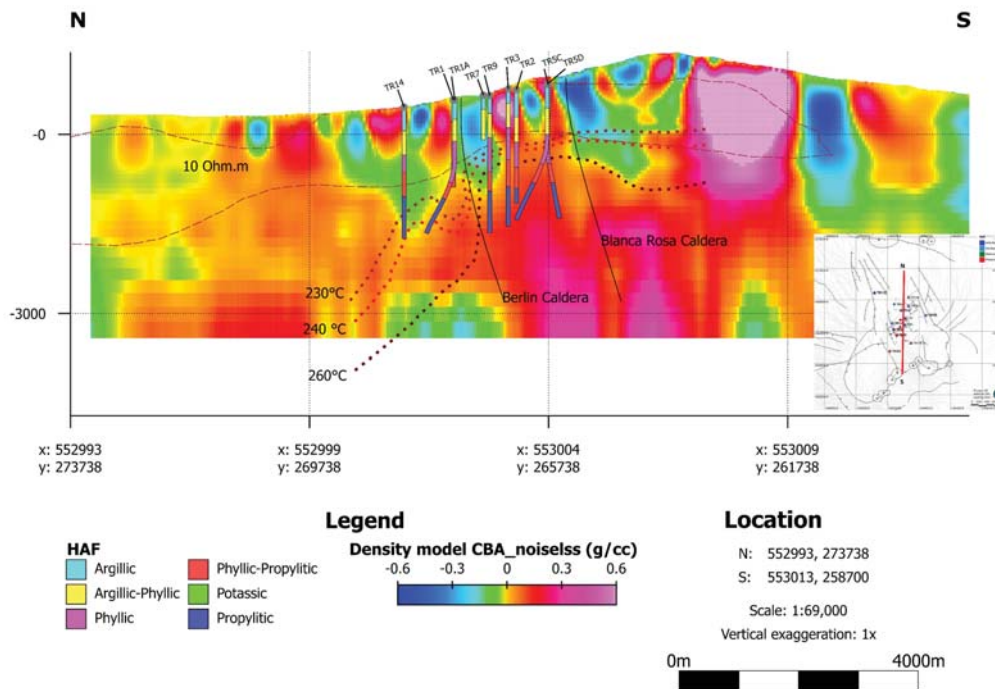 N
S
TR14
TR1
TR1A
TR7
TR9
TR3
TR2
TR5C
TR5D
-0
10 Ohm.m
Blanca Rosa Caldera
230°C
Berlin Caldera
-3000
240 °C
260°C
N
S
x: 552993
y: 273738
x: 552999
y: 269738
x: 553004
y: 265738
x: 553009
y: 261738
Legend
HAF
Argillic
Argillic-Phyllic
Phyllic
Phyllic-Propylitic
Potassic
Propylitic
Density model CBA_noiselss (g/cc)
-0.6 -0.3 0 0.3 0.6
Location
N: 552993, 273738
S: 553013, 258700
Scale: 1:69,000
Vertical exaggeration: 1x
0m 4000m